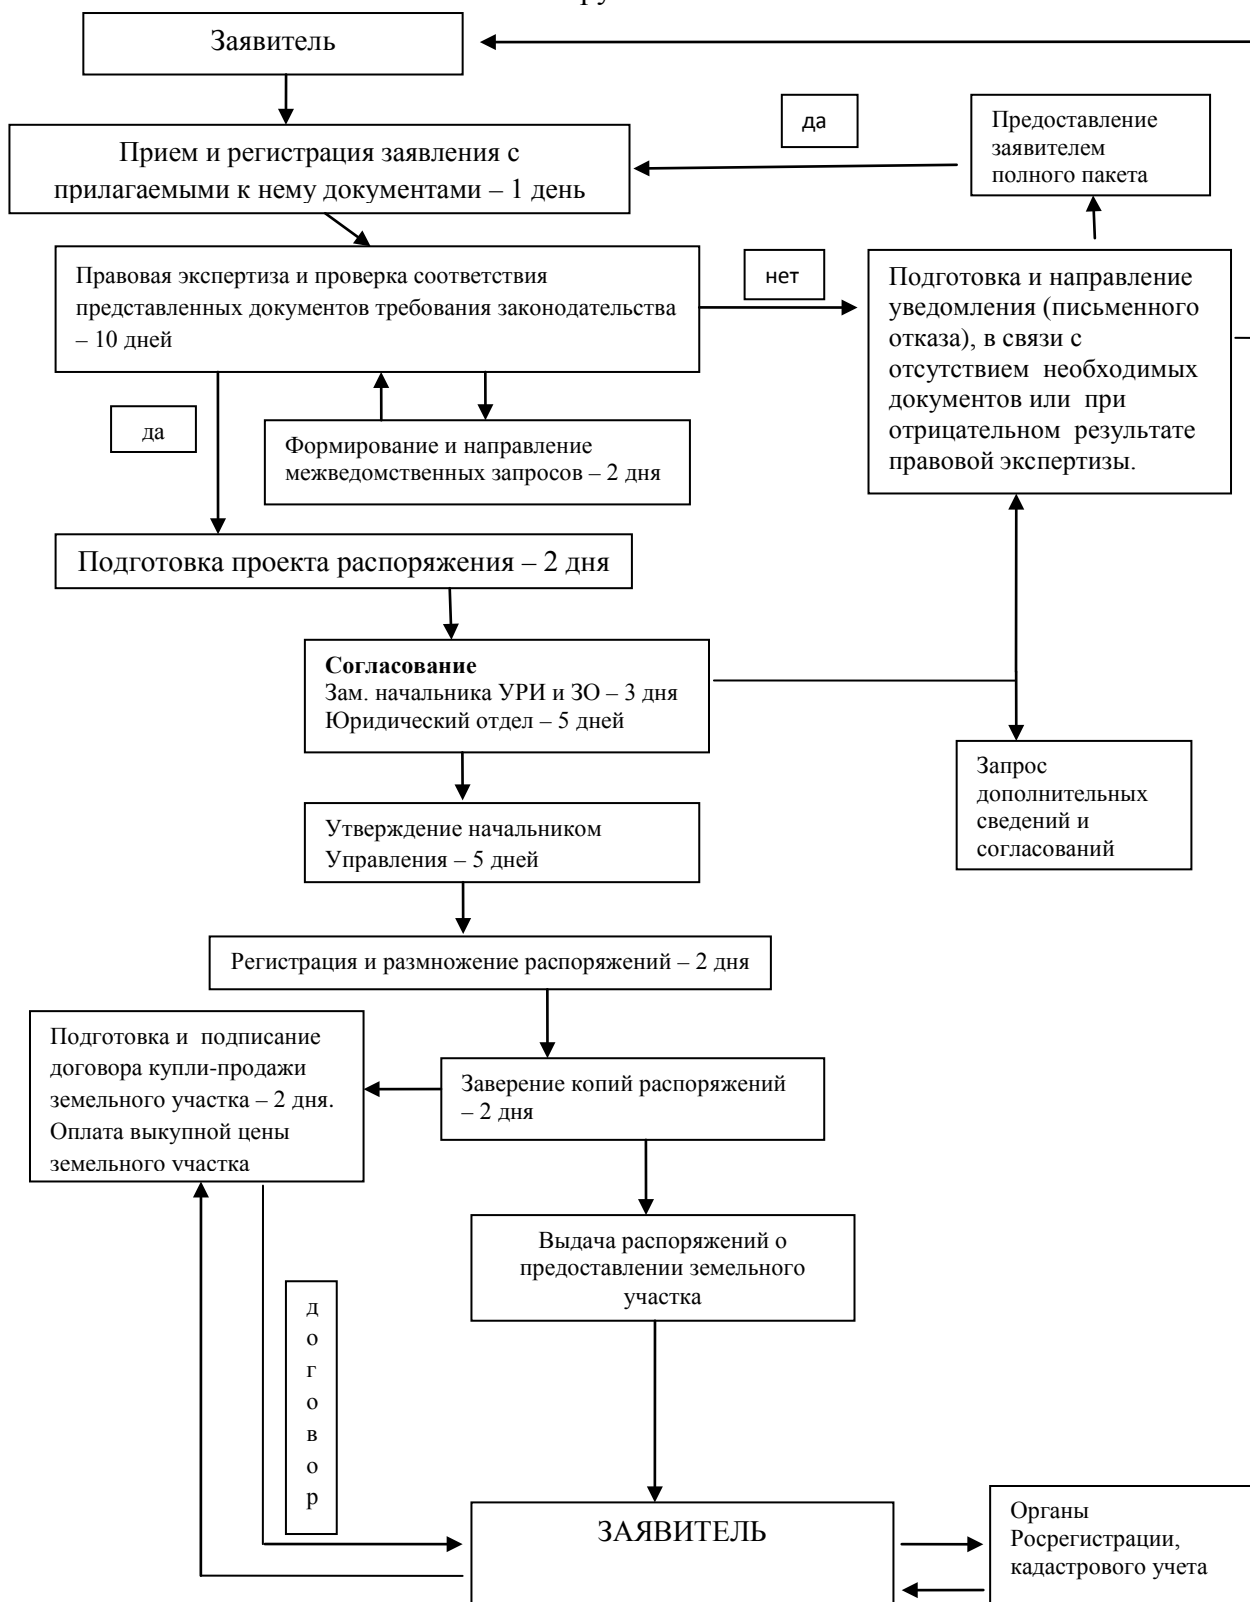 Заявитель
да
Предоставление
заявителем
полного пакета
Прием и регистрация заявления с
прилагаемыми к нему документами – 1 день
Правовая экспертиза и проверка соответствия
представленных документов требования законодательства
– 10 дней
нет
Подготовка и направление
уведомления (письменного
отказа), в связи с
отсутствием необходимых
документов или при
отрицательном результате
правовой экспертизы.
да
Формирование и направление
межведомственных запросов – 2 дня
Подготовка проекта распоряжения – 2 дня
Согласование
Зам. начальника УРИ и ЗО – 3 дня
Юридический отдел – 5 дней
Запрос
дополнительных
сведений и
согласований
Утверждение начальником
Управления – 5 дней
Регистрация и размножение распоряжений – 2 дня
Подготовка и подписание
договора купли-продажи
земельного участка – 2 дня.
Оплата выкупной цены
земельного участка
Заверение копий распоряжений
– 2 дня
Выдача распоряжений о
предоставлении земельного
участка
д
о
г
о
в
о
р
ЗАЯВИТЕЛЬ
Органы
Росрегистрации,
кадастрового учета